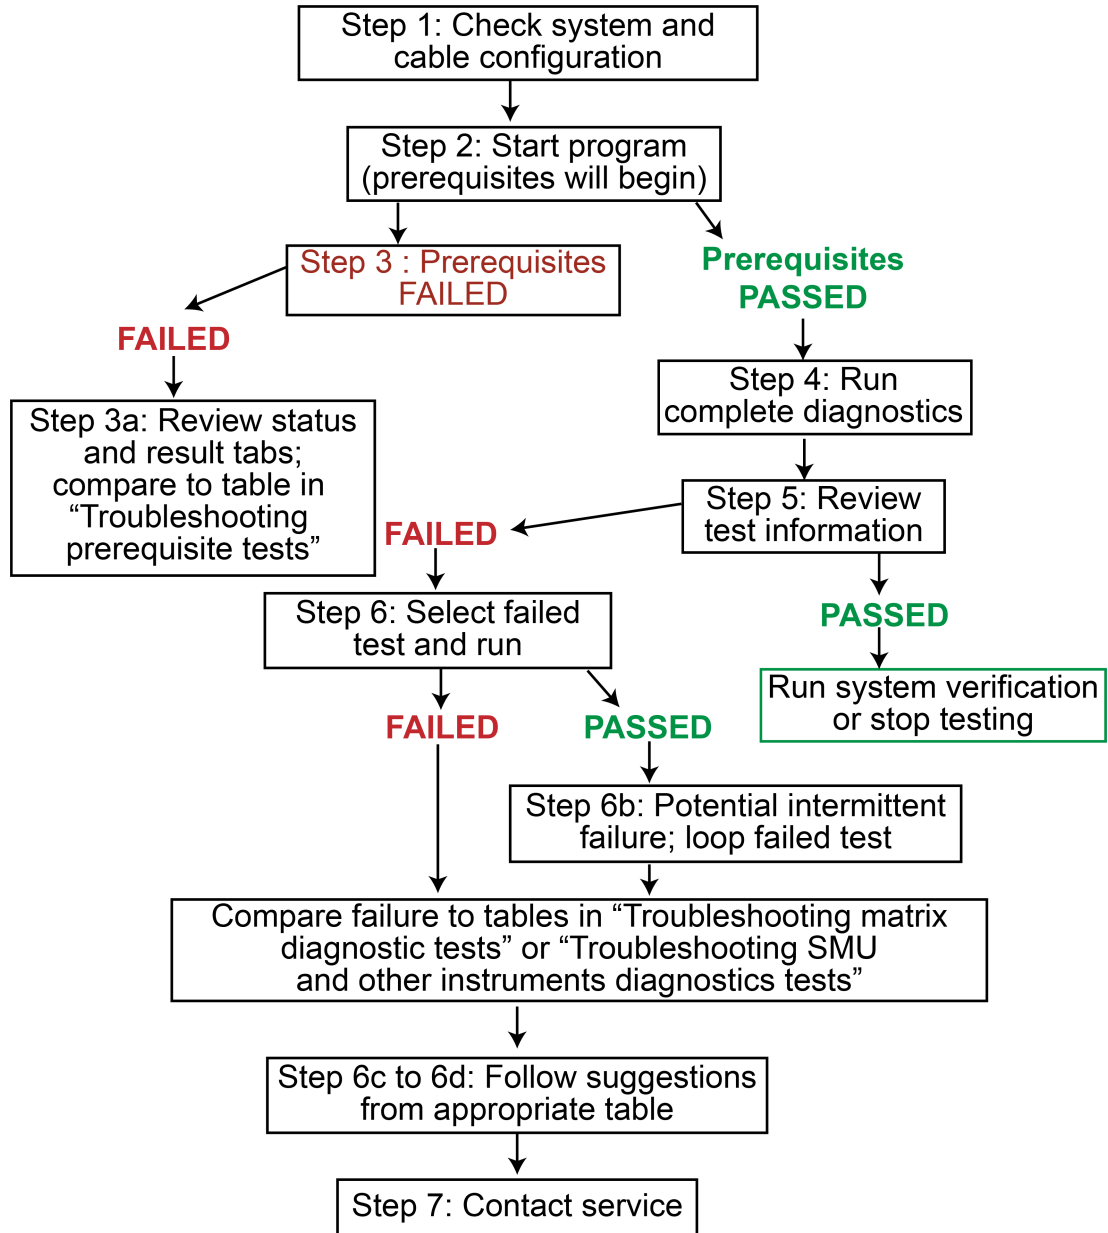 Step 1: Check system and
cable configuration
Step 2: Start program
(prerequisites will begin)
Step 3 : Prerequisites
FAILED
Prerequisites
PASSED
FAILED
Step 3a: Review status
and result tabs;
compare to table in
“Troubleshooting
prerequisite tests”
Step 4: Run
complete diagnostics
Step 5: Review
test information
FAILED
PASSED
Step 6: Select failed
test and run
Run system verification
or stop testing
FAILED
PASSED
Step 6b: Potential intermittent
failure; loop failed test
Compare failure to tables in “Troubleshooting matrix
diagnostic tests” or “Troubleshooting SMU
and other instruments diagnostics tests”
Step 6c to 6d: Follow suggestions
from appropriate table
Step 7: Contact service